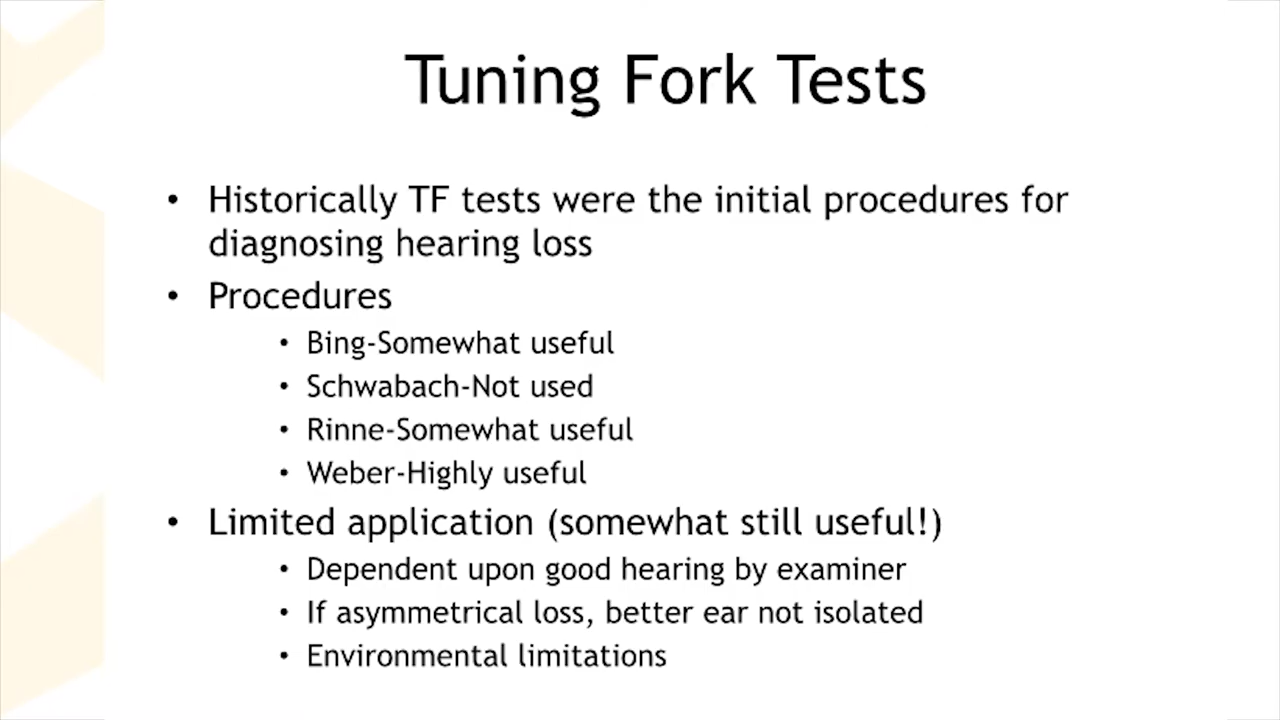 Tuning Fork Tests
• Historically TF tests were the initial procedures for
diagnosing hearing loss
• Procedures
• Bing-Somewhat useful
• Schwabach-Not used
• Rinne-Somewhat useful
• Weber-Highly useful
• Limited application (somewhat still useful!)
• Dependent upon good hearing by examiner
• If asymmetrical loss, better ear not isolated
• Environmental limitations